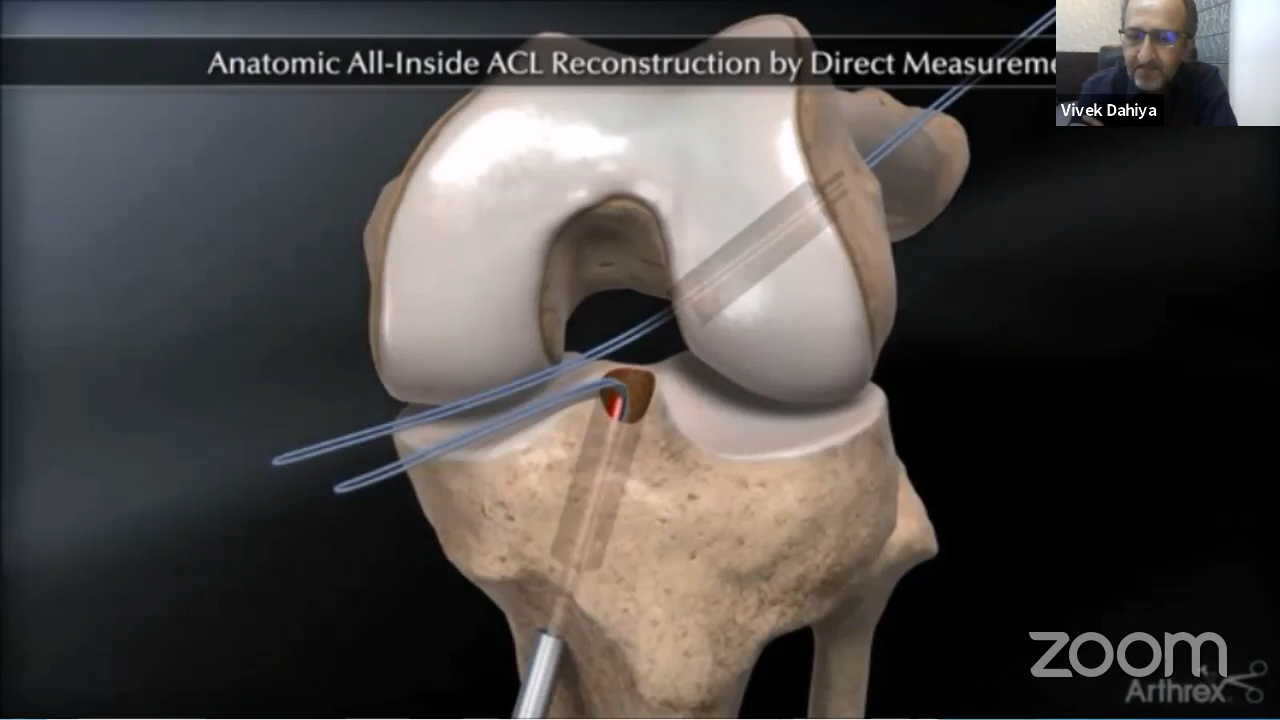 Anatomic All-Inside ACL Reconstruction by Direct Measureme
Vivek Dahiya
zoom
Arthrex